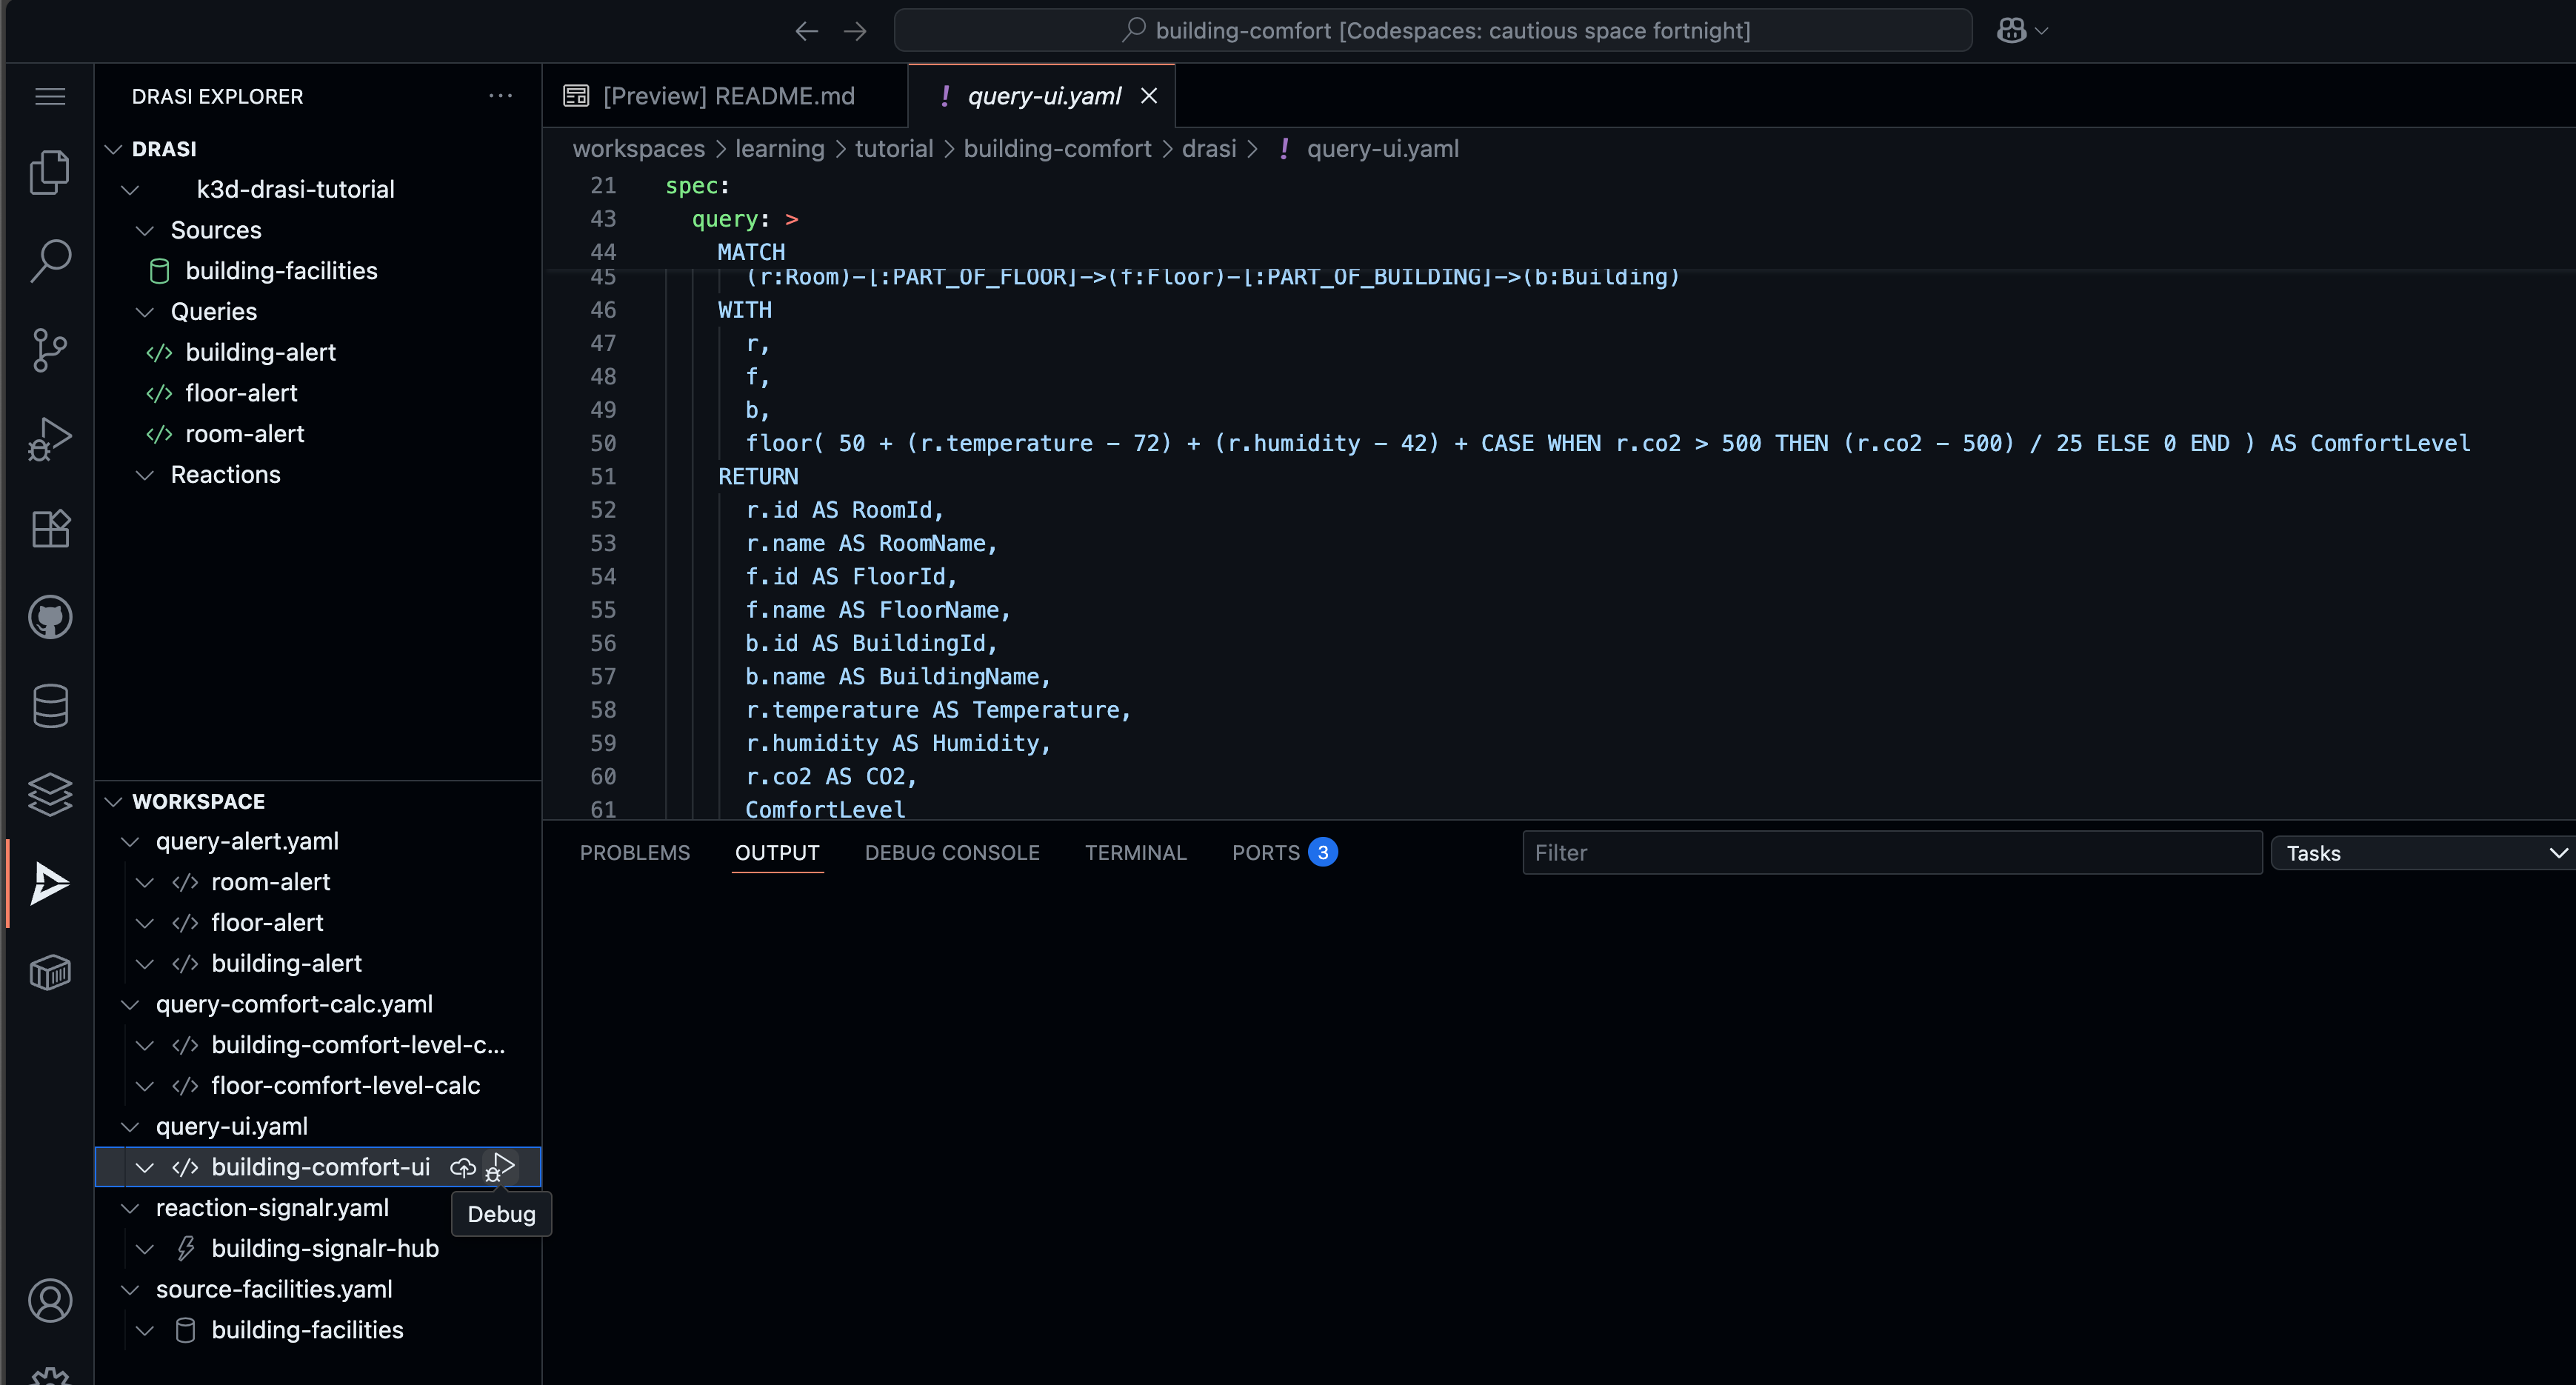 building-comfort [Codespaces: cautious space fortnight]
DRASI EXPLORER
DRASI
k3d-drasi-tutorial
Sources
building-facilities
Queries
building-alert
floor-alert
room-alert
Reactions
WORKSPACE
query-alert.yaml
room-alert
floor-alert
building-alert
query-comfort-calc.yaml
building-comfort-level-c...
floor-comfort-level-calc
query-ui.yaml
building-comfort-ui
Debug
reaction-signalr.yaml
building-signalr-hub
source-facilities.yaml
building-facilities
[Preview] README.md
! query-ui.yaml
workspaces > learning > tutorial > building-comfort > drasi > ! query-ui.yaml
21 spec:
43 query: >
44 MATCH
45 (r:Room)-[:PART_OF_FLOOR]->(f:Floor)-[:PART_OF_BUILDING]->(b:Building)
46 WITH
47 r,
48 f,
49 b,
50 floor( 50 + (r.temperature - 72) + (r.humidity - 42) + CASE WHEN r.co2 > 500 THEN (r.co2 - 500) / 25 ELSE 0 END ) AS ComfortLevel
51 RETURN
52 r.id AS RoomId,
53 r.name AS RoomName,
54 f.id AS FloorId,
55 f.name AS FloorName,
56 b.id AS BuildingId,
57 b.name AS BuildingName,
58 r.temperature AS Temperature,
59 r.humidity AS Humidity,
60 r.co2 AS CO2,
61 ComfortLevel
PROBLEMS OUTPUT DEBUG CONSOLE TERMINAL PORTS 3 Filter Tasks